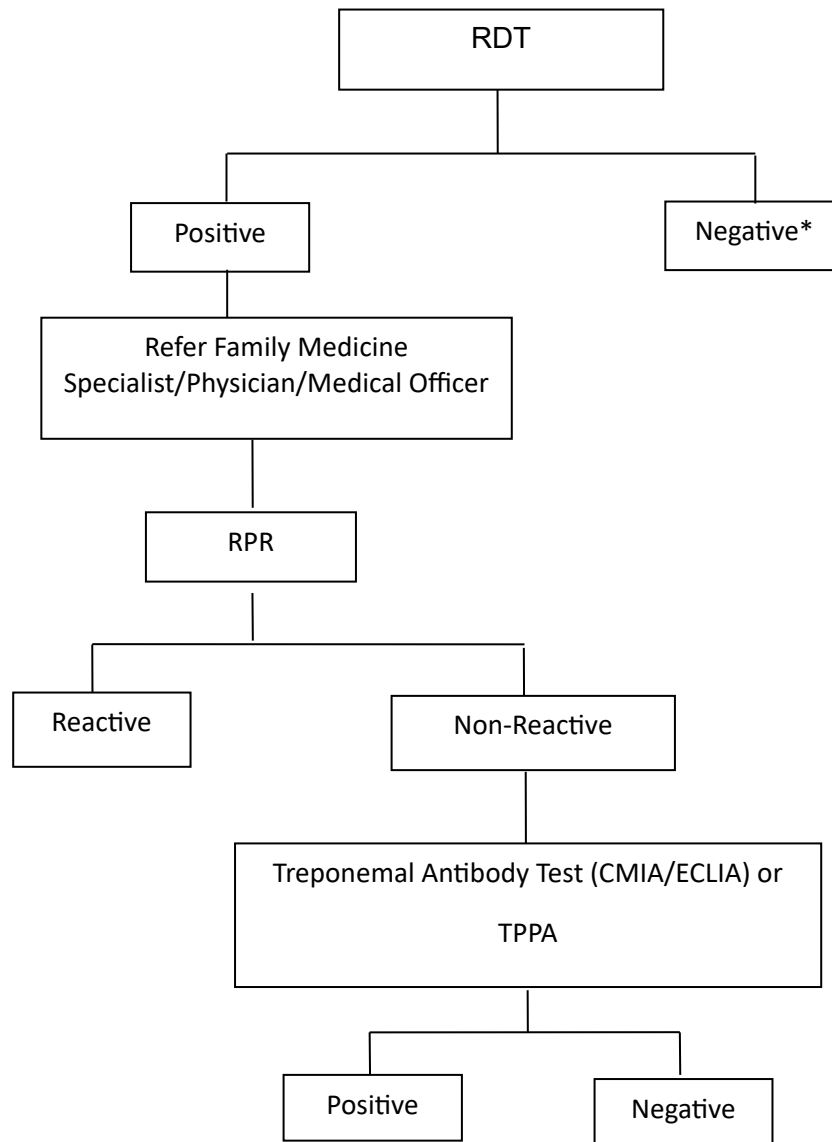 RDT
Positive
Negative*
Refer Family Medicine
Specialist/Physician/Medical Officer
RPR
Reactive
Non-Reactive
Treponemal Antibody Test (CMIA/ECLIA) or
TPPA
Positive
Negative